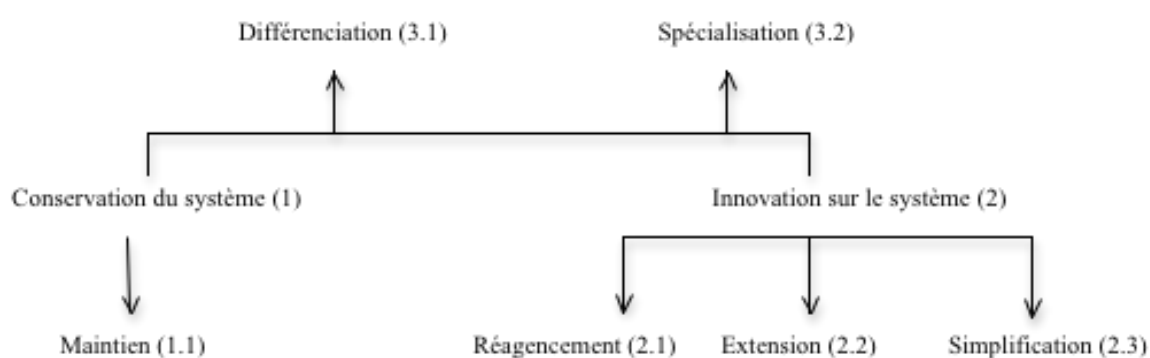 Différenciation (3.1) Spécialisation (3.2)
Conservation du système (1) Innovation sur le système (2)
Maintien (1.1) Réagencement (2.1) Extension (2.2) Simplification (2.3)